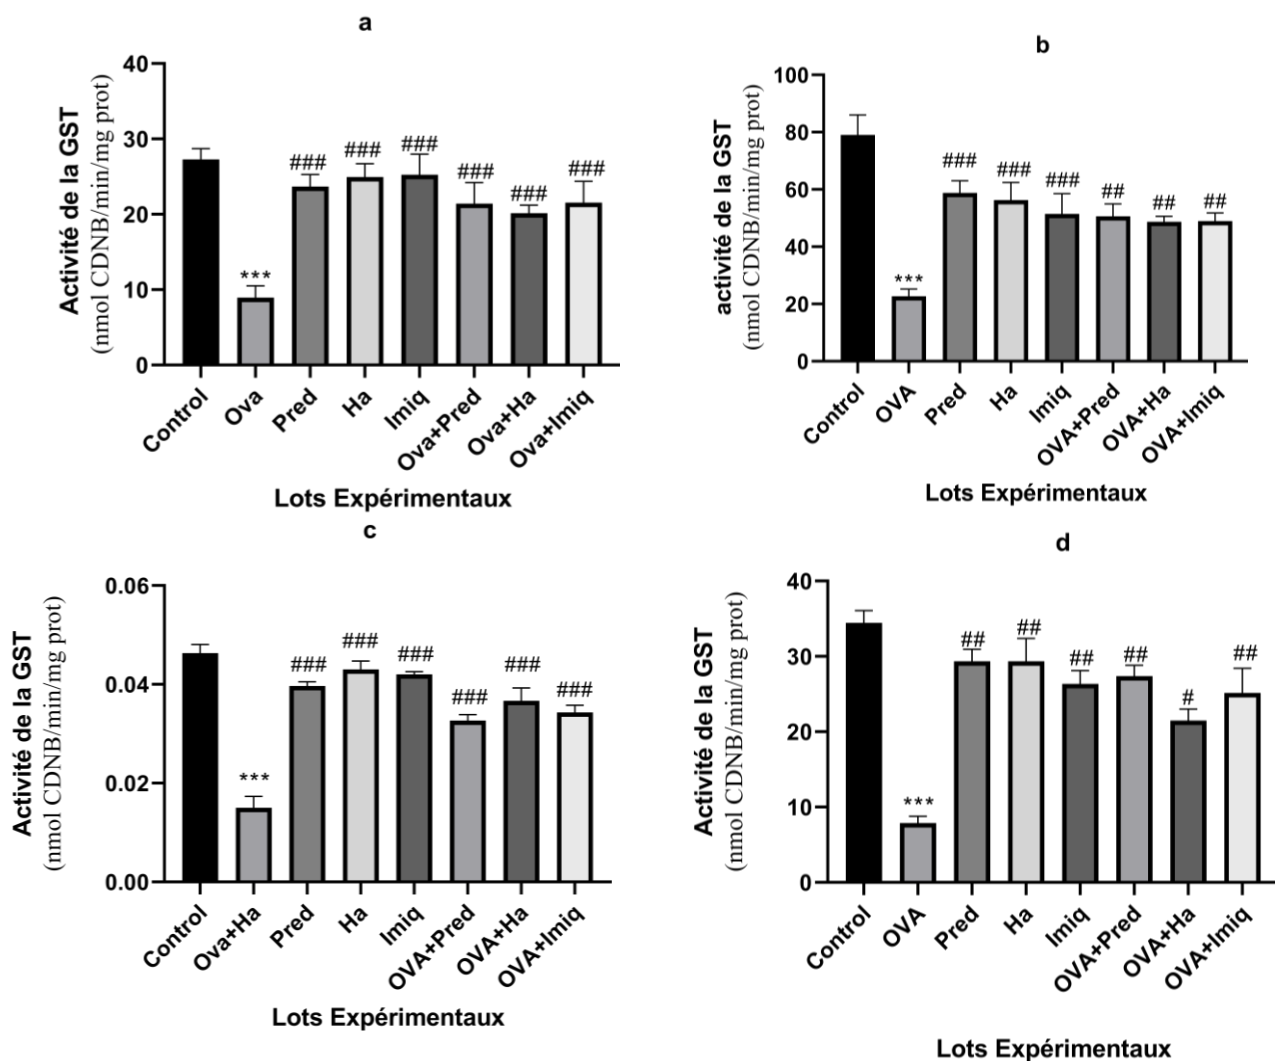 a
Activité de la GST
(nmol CDNB/min/mg prot)
40
30
20
10
0
***
###
###
###
###
###
###
Control
Ova
Pred
Ha
Imiq
Ova+Pred
Ova+Ha
Ova+Imiq
Lots Expérimentaux
b
activité de la GST
(nmol CDNB/min/mg prot)
100
80
60
40
20
0
***
###
###
###
##
##
##
Control
OVA
Pred
Ha
Imiq
OVA+Pred
OVA+Ha
OVA+Imiq
Lots Expérimentaux
c
Activité de la GST
(nmol CDNB/min/mg prot)
0.06
0.04
0.02
0.00
***
###
###
###
###
###
###
Control
Ova+Ha
Pred
Ha
Imiq
OVA+Pred
OVA+Ha
OVA+Imiq
Lots Expérimentaux
d
Activité de la GST
(nmol CDNB/min/mg prot)
40
30
20
10
0
***
##
##
##
##
#
##
Control
OVA
Pred
Ha
Imiq
OVA+Pred
OVA+Ha
OVA+Imiq
Lots Expérimentaux